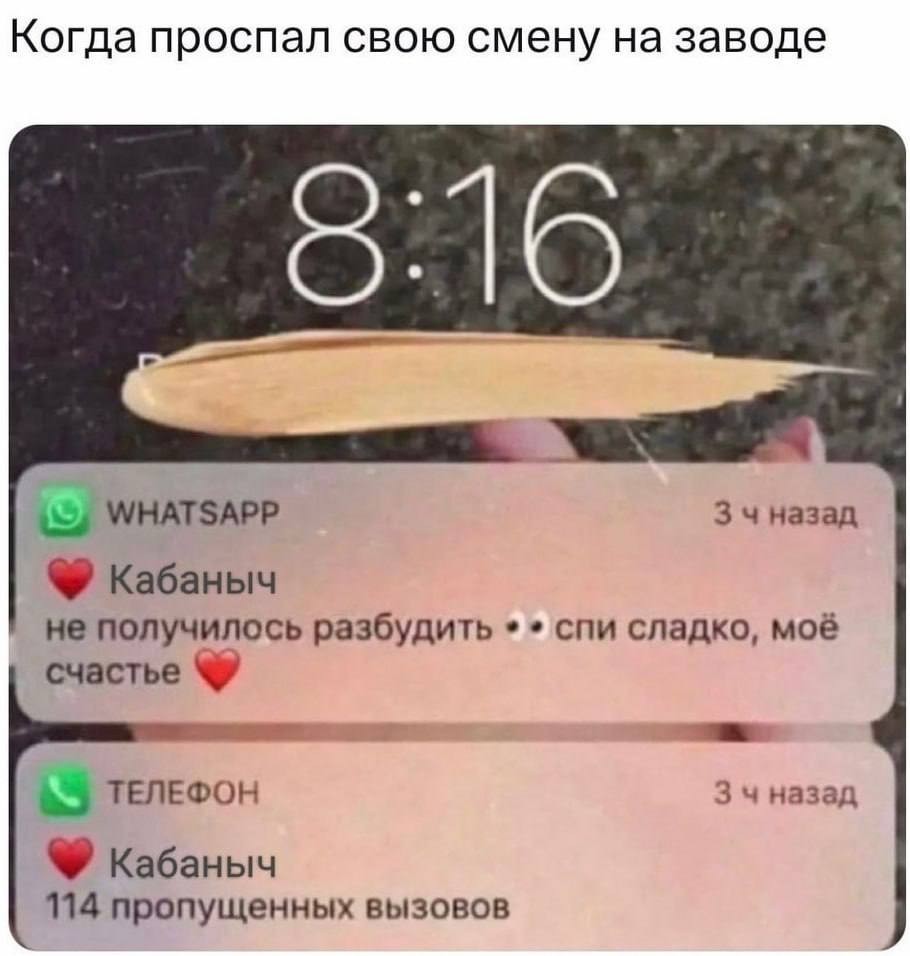 Когда проспал свою смену на заводе
8:16
WHATSAPP 3 ч назад
❤️ Кабаныч
не получилось разбудить 👀 спи сладко, моё
счастье ❤️
ТЕЛЕФОН 3 ч назад
❤️ Кабаныч
114 пропущенных вызовов